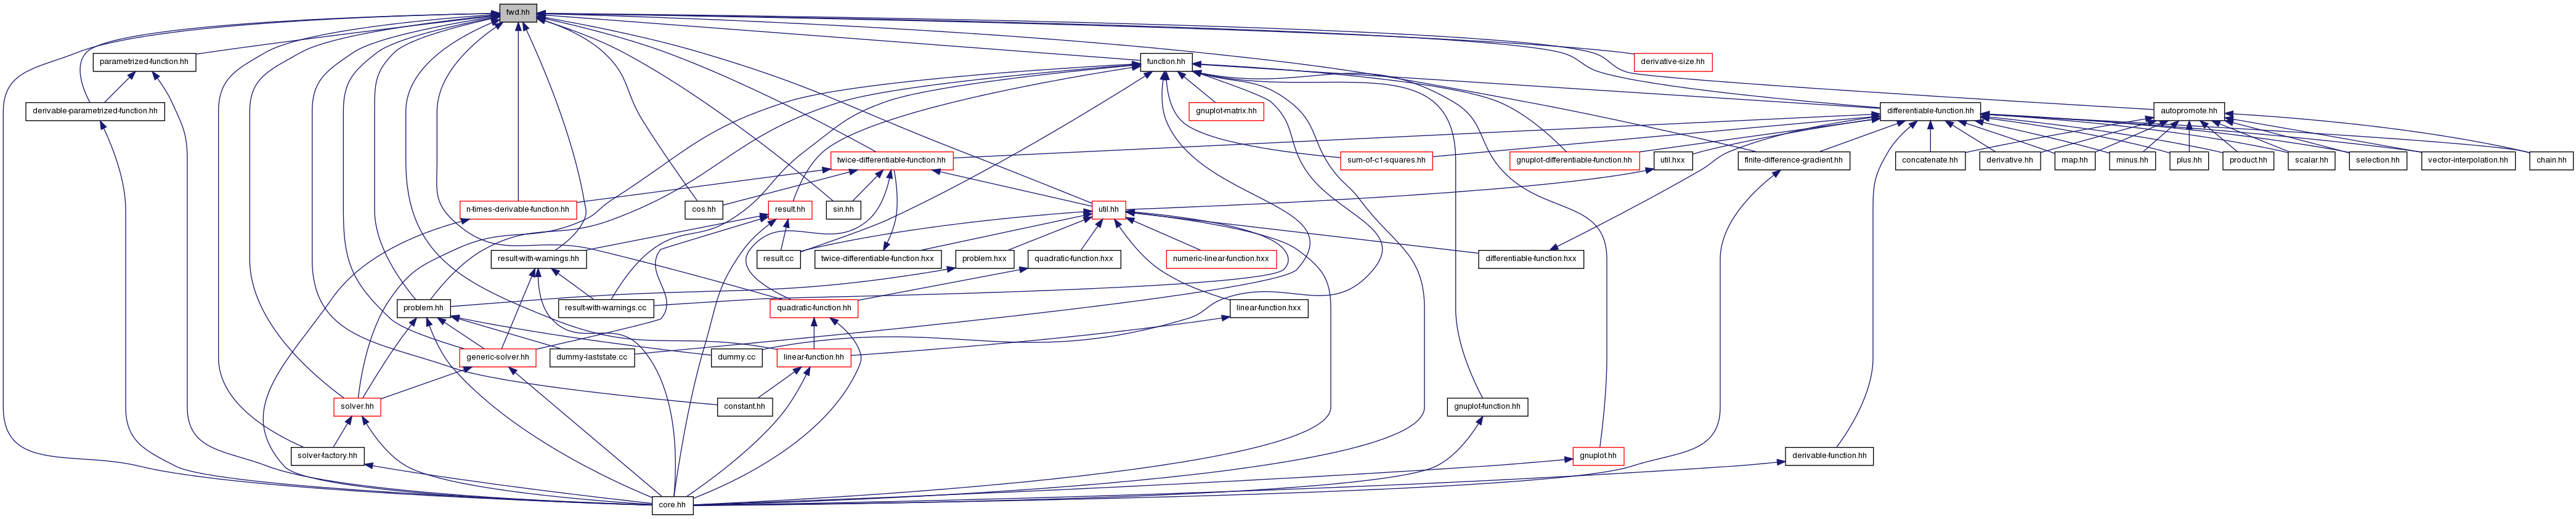 fwd.hh
parametrized-function.hh
function.hh
derivative-size.hh
derivable-parametrized-function.hh
gnuplot-matrix.hh
differentiable-function.hh
autopromote.hh
twice-differentiable-function.hh
sum-of-c1-squares.hh
gnuplot-differentiable-function.hh
util.hxx
finite-difference-gradient.hh
concatenate.hh
derivative.hh
map.hh
minus.hh
plus.hh
product.hh
scalar.hh
selection.hh
vector-interpolation.hh
chain.hh
n-times-derivable-function.hh
cos.hh
result.hh
sin.hh
util.hh
result-with-warnings.hh
result.cc
twice-differentiable-function.hxx
problem.hxx
quadratic-function.hxx
numeric-linear-function.hxx
differentiable-function.hxx
problem.hh
result-with-warnings.cc
quadratic-function.hh
linear-function.hxx
generic-solver.hh
dummy-laststate.cc
dummy.cc
linear-function.hh
solver.hh
constant.hh
gnuplot-function.hh
solver-factory.hh
gnuplot.hh
derivable-function.hh
core.hh